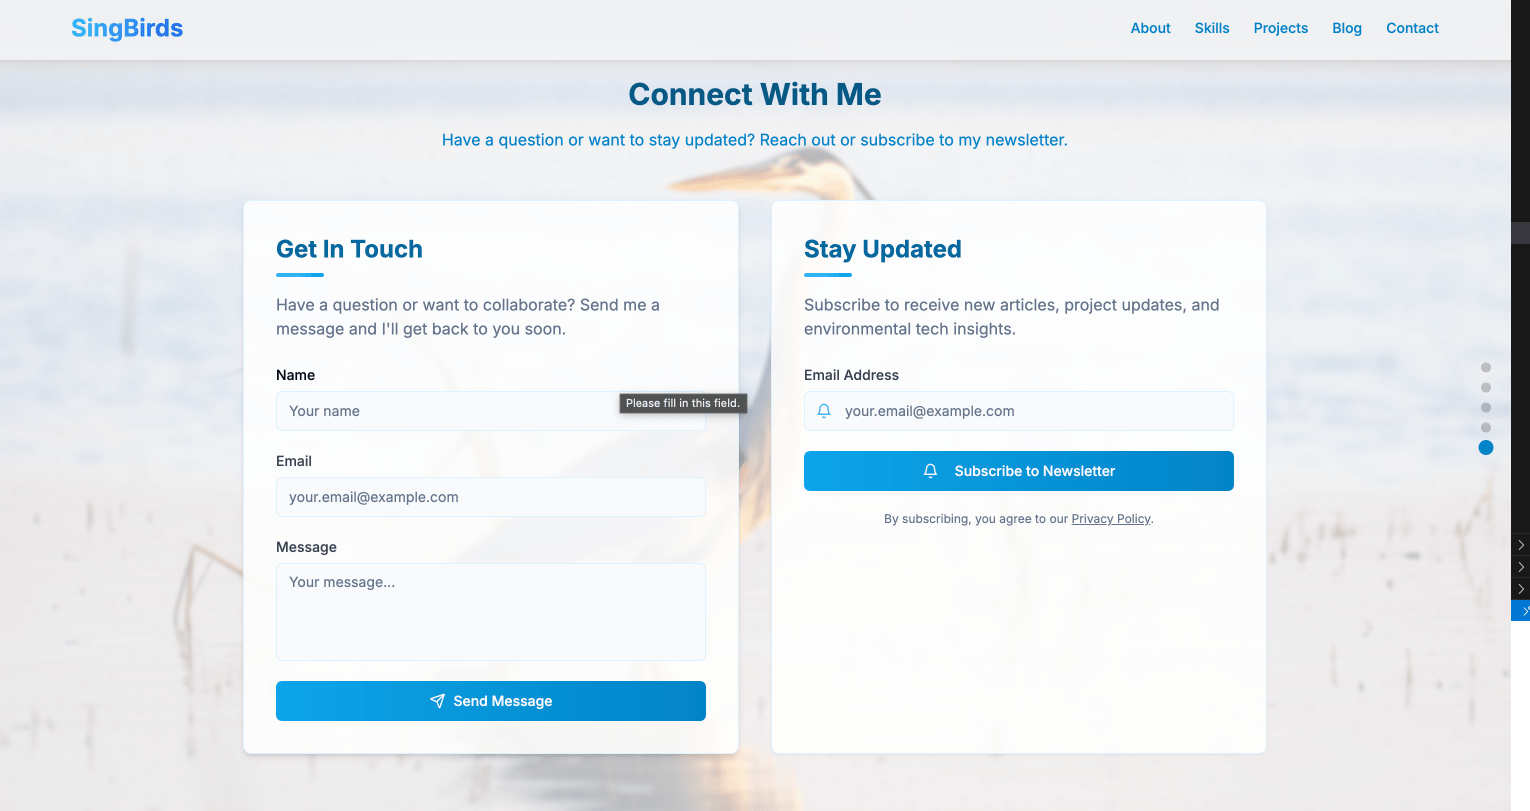 SingBirds
About
Skills
Projects
Blog
Contact
Connect With Me
Have a question or want to stay updated? Reach out or subscribe to my newsletter.
Get In Touch
Have a question or want to collaborate? Send me a
message and I'll get back to you soon.
Name
Your name
Please fill in this field.
Email
your.email@example.com
Message
Your message...
Send Message
Stay Updated
Subscribe to receive new articles, project updates, and
environmental tech insights.
Email Address
your.email@example.com
Subscribe to Newsletter
By subscribing, you agree to our Privacy Policy.